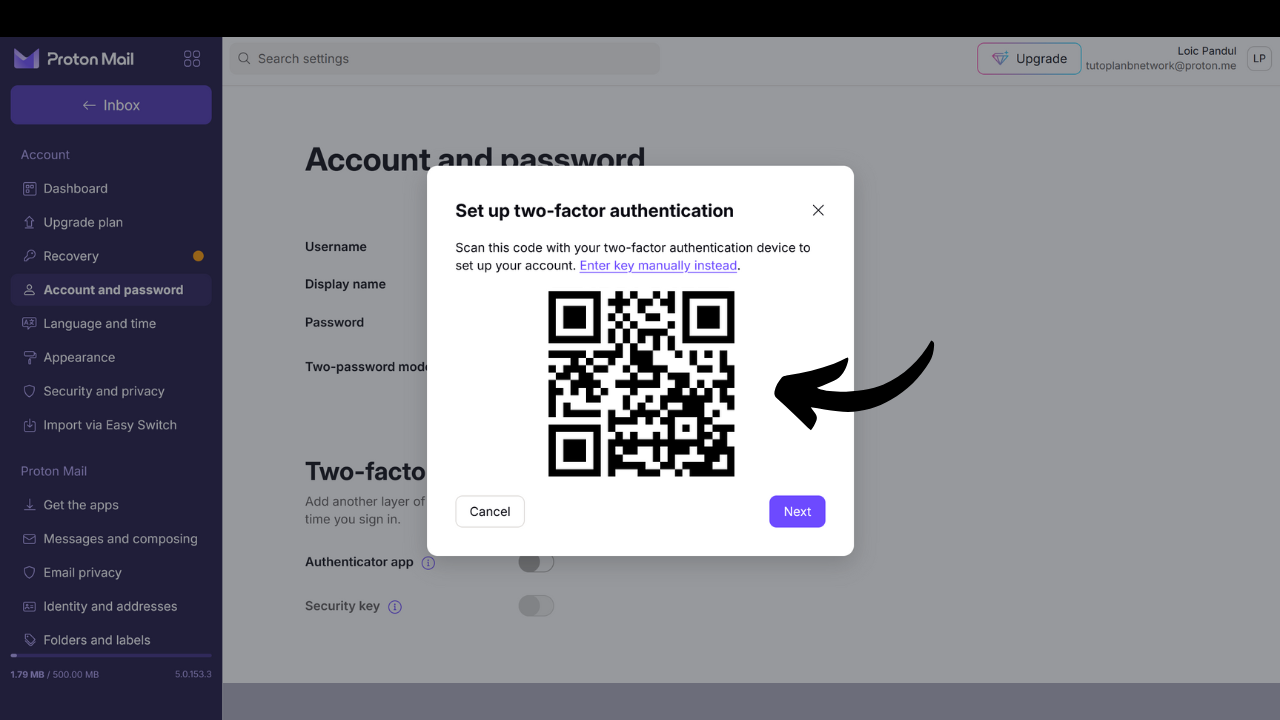 Proton Mail
Search settings
Upgrade
Loic Pandul
tutoplanbnetwork@proton.me
LP
Inbox
Account
Dashboard
Upgrade plan
Recovery
Account and password
Language and time
Appearance
Security and privacy
Import via Easy Switch
Proton Mail
Get the apps
Messages and composing
Email privacy
Identity and addresses
Folders and labels
1.79 MB / 500.00 MB
5.0.153.3
Account and password
Username
Display name
Password
Two-password mode
Two-facto
Add another layer of
time you sign in.
Authenticator app
Security key
Set up two-factor authentication
Scan this code with your two-factor authentication device to
set up your account. Enter key manually instead.
Cancel
Next